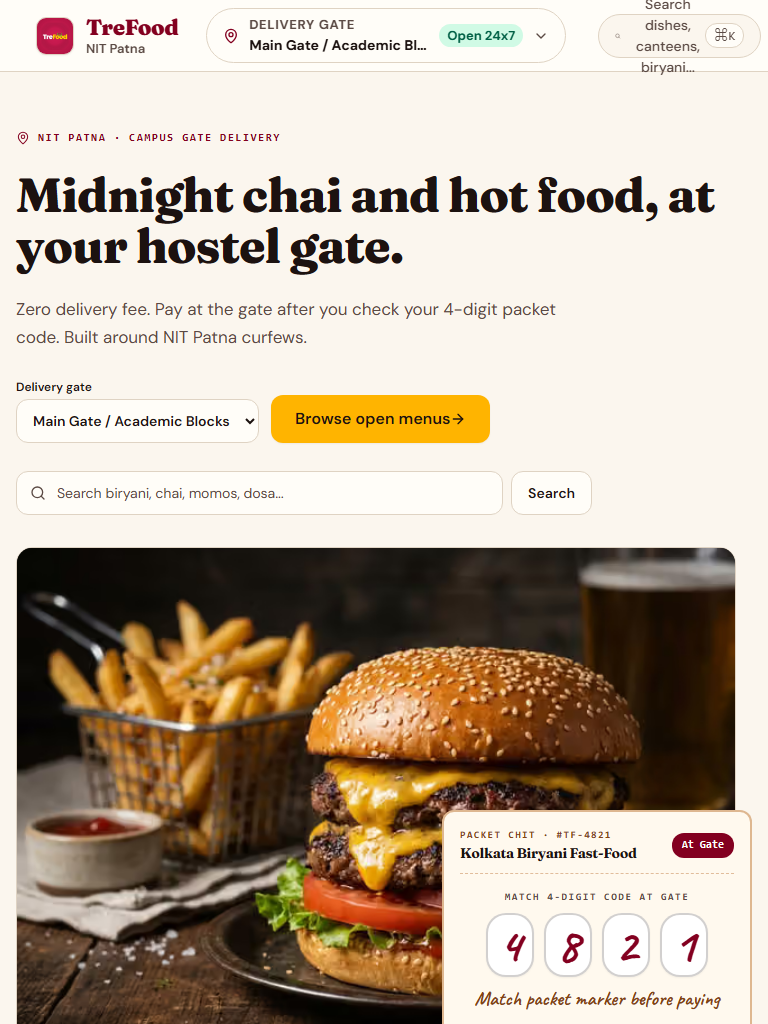 TreFood
TreFood
NIT Patna
DELIVERY GATE
Main Gate / Academic Bl...
Open 24x7
Search
dishes,
canteens,
biryani...
⌘K
NIT PATNA · CAMPUS GATE DELIVERY
Midnight chai and hot food, at
your hostel gate.
Zero delivery fee. Pay at the gate after you check your 4-digit packet
code. Built around NIT Patna curfews.
Delivery gate
Main Gate / Academic Blocks
Browse open menus→
Search biryani, chai, momos, dosa...
Search
PACKET CHIT · #TF-4821
Kolkata Biryani Fast-Food
At Gate
MATCH 4-DIGIT CODE AT GATE
4 8 2 1
Match packet marker before paying